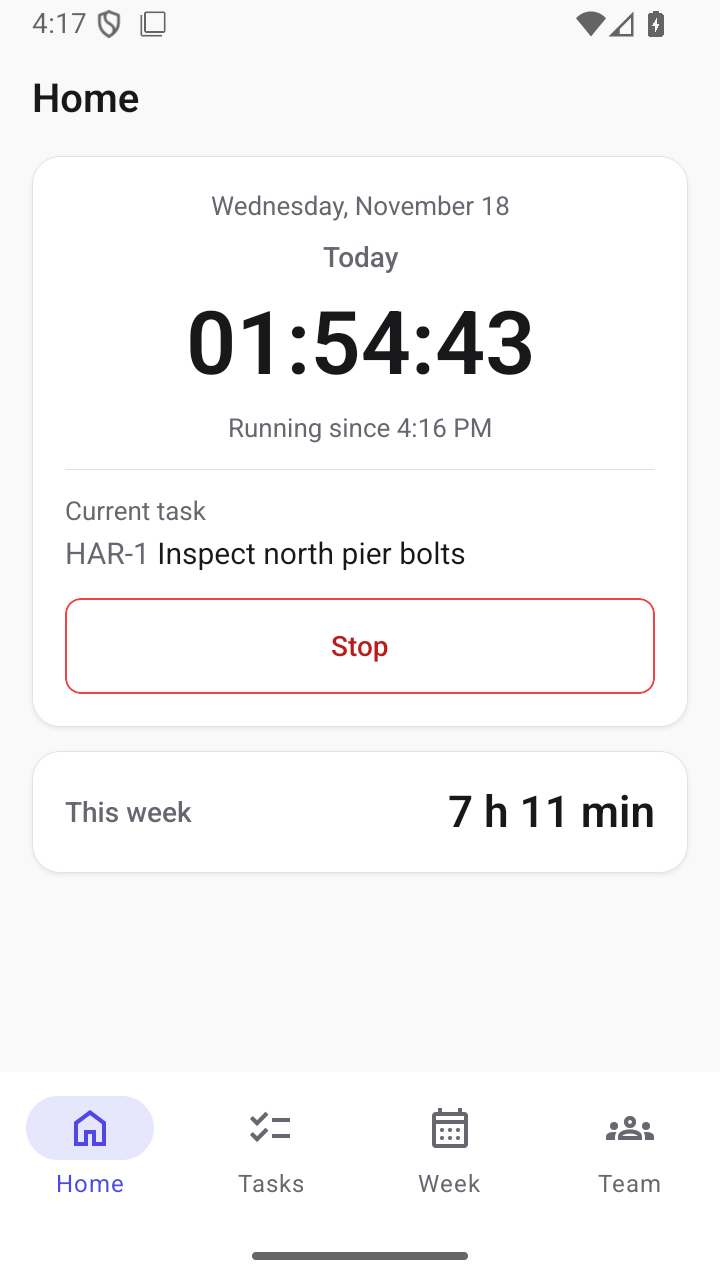 4:17
Home
Wednesday, November 18
Today
01:54:43
Running since 4:16 PM
Current task
HAR-1 Inspect north pier bolts
Stop
This week 7 h 11 min
Home Tasks Week Team